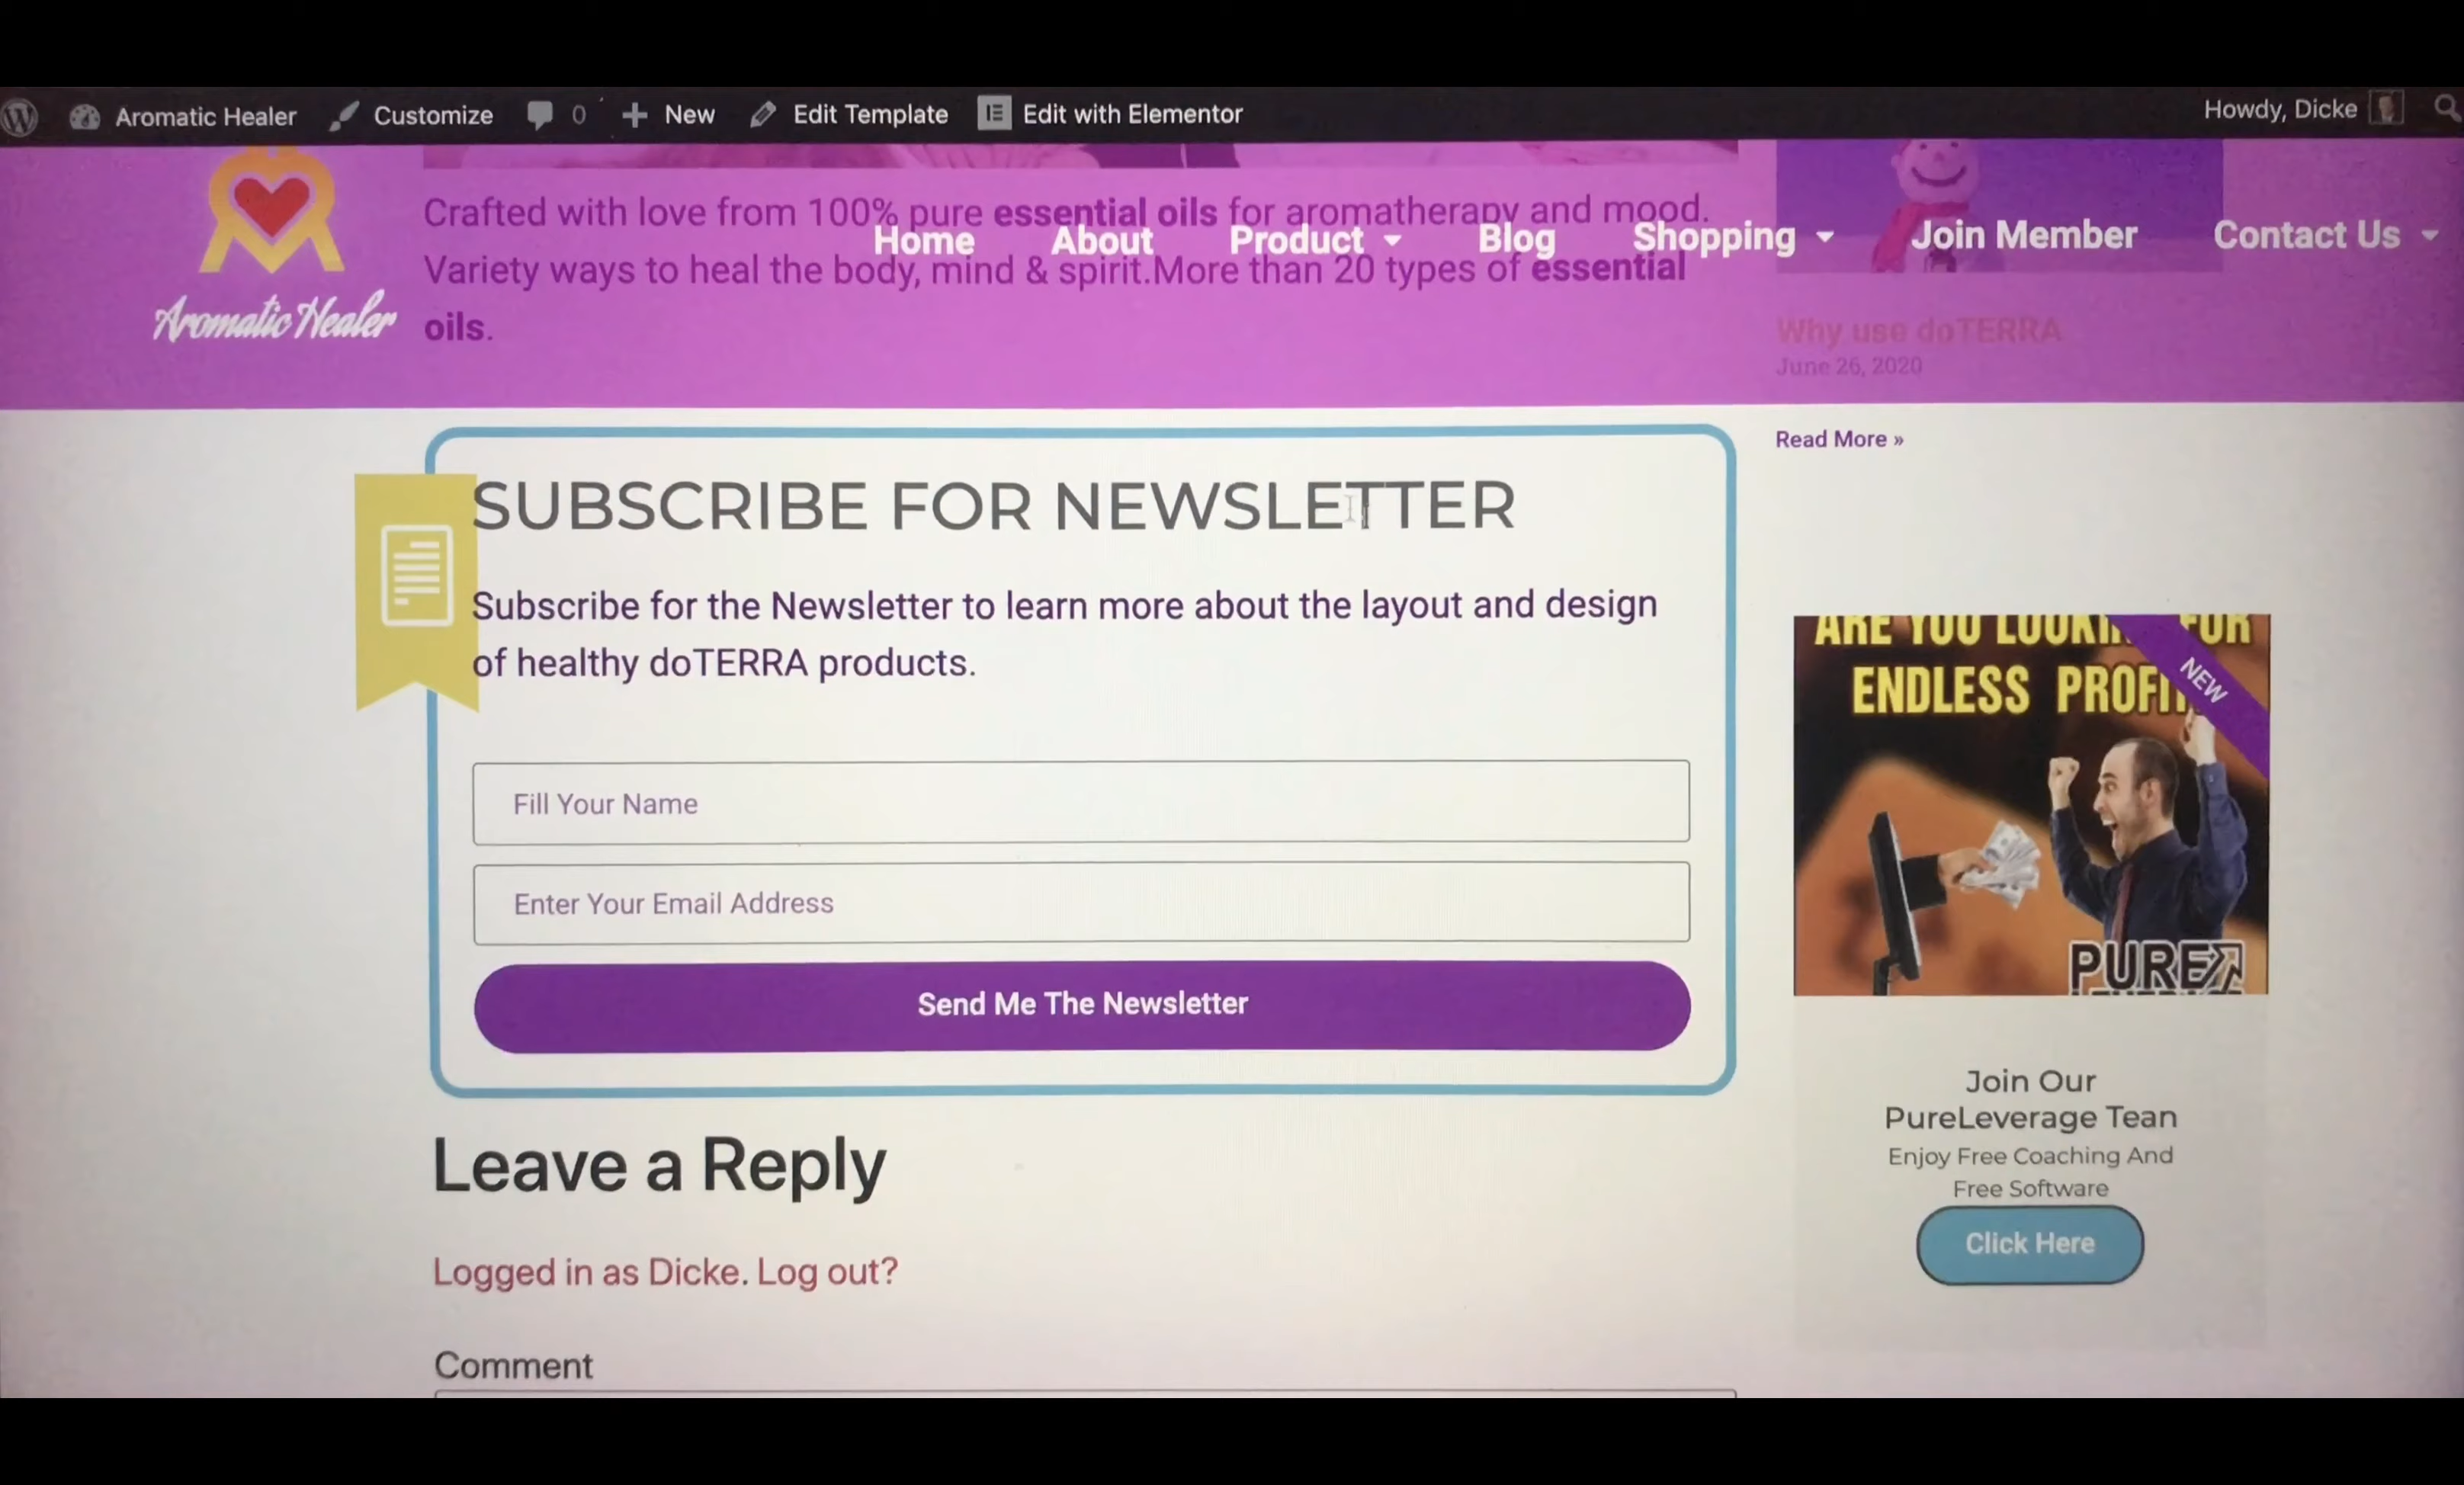 Aromatic Healer
Customize
0
New
Edit Template
Edit with Elementor
Howdy, Dicke
Aromatic Healer
Home
About
Product
Blog
Shopping
Join Member
Contact Us
Crafted with love from 100% pure essential oils for aromatherapy and mood.
Variety ways to heal the body, mind & spirit.More than 20 types of essential
oils.
Why use doTERRA
June 26, 2020
Read More »
SUBSCRIBE FOR NEWSLETTER
Subscribe for the Newsletter to learn more about the layout and design
of healthy doTERRA products.
Fill Your Name
Enter Your Email Address
Send Me The Newsletter
Leave a Reply
Logged in as Dicke. Log out?
Comment
ARE YOU FOR
ENDLESS
NEW
PURE
Join Our
PureLeverage Tean
Enjoy Free Coaching And
Free Software
Click Here